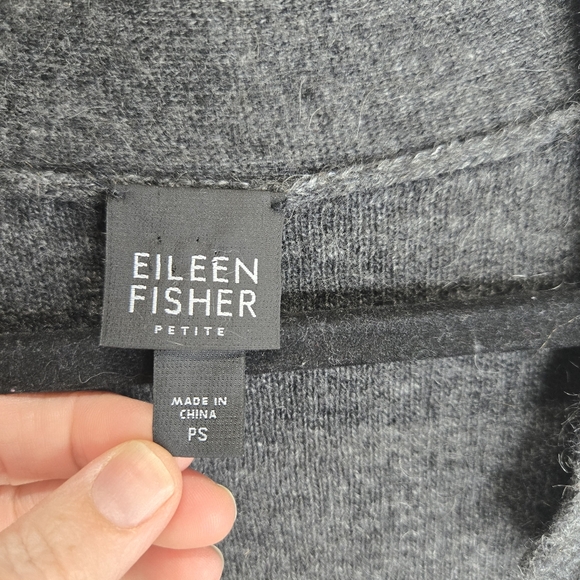 EILEEN
FISHER
PETITE
MADE IN
CHINA
PS